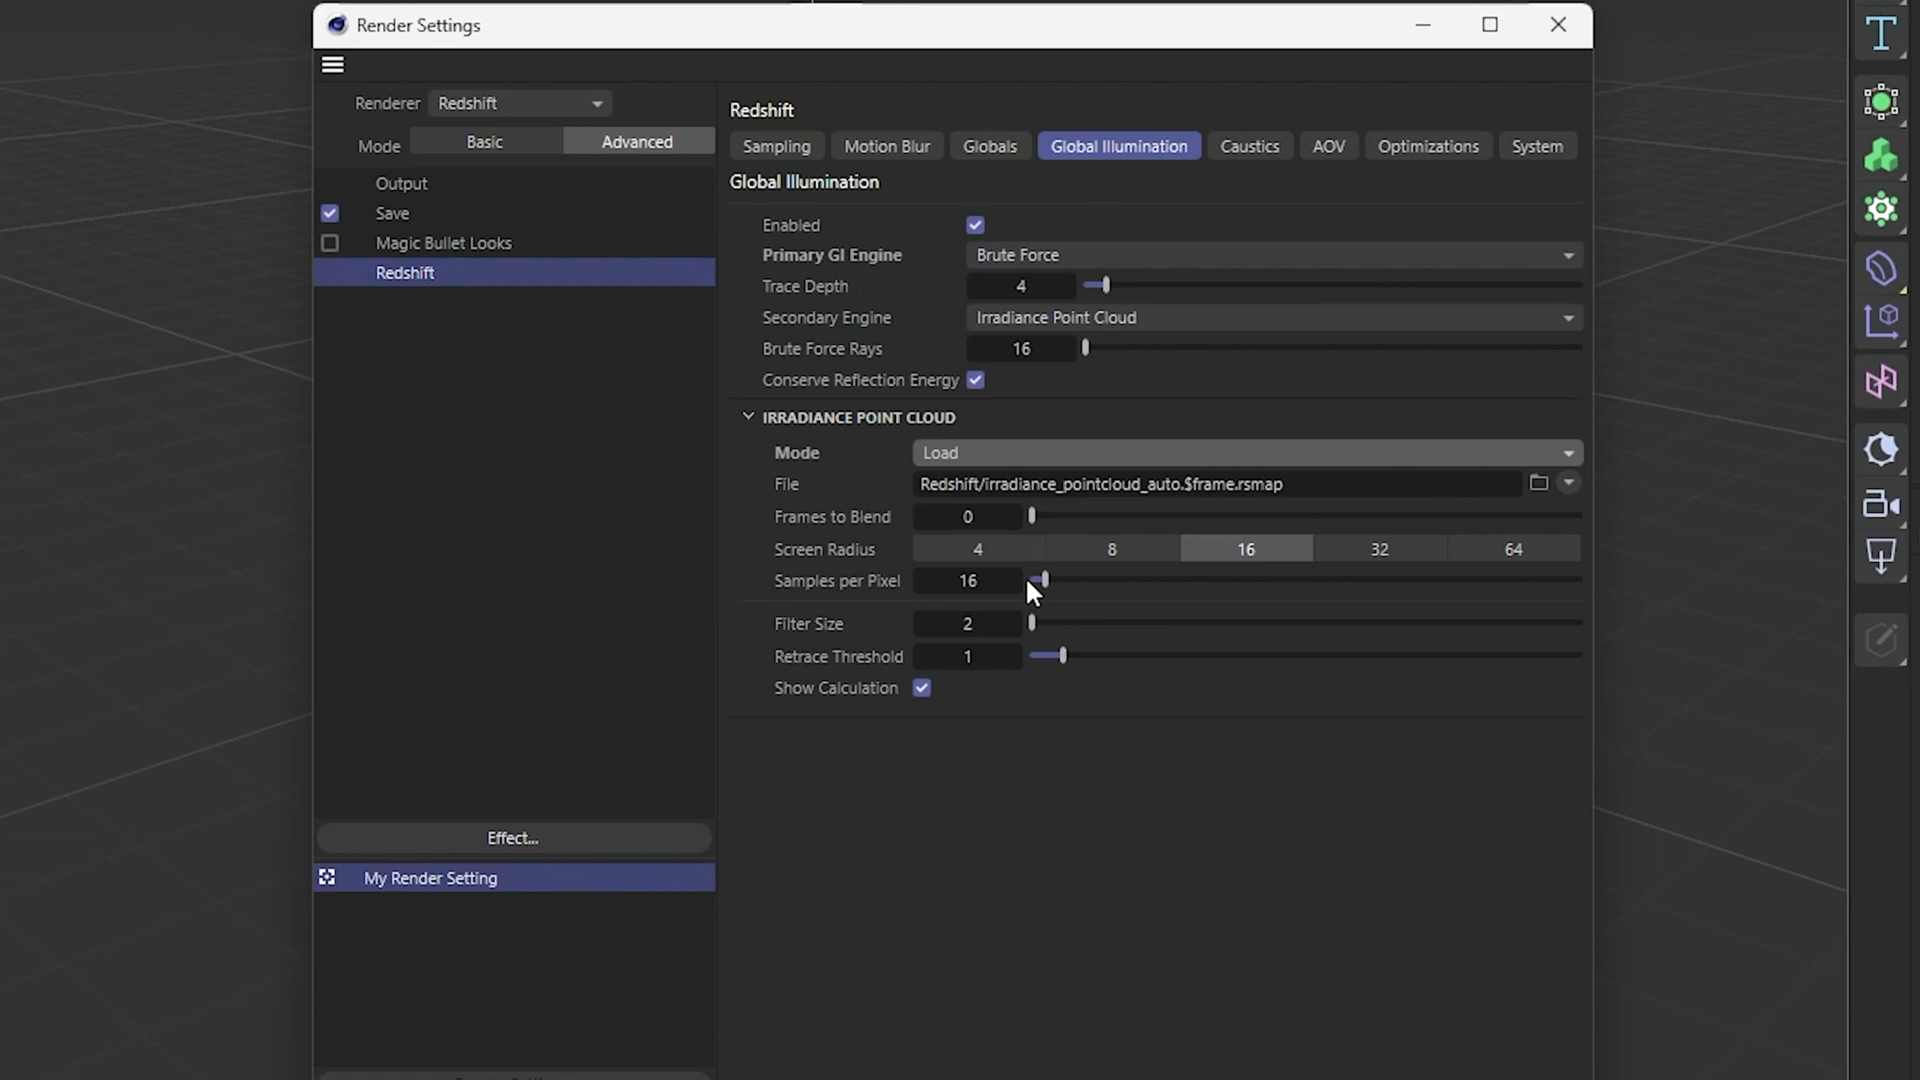 Render Settings
Renderer Redshift
Mode Basic Advanced
Output
Save
Magic Bullet Looks
Redshift
Effect...
My Render Setting
Redshift
Sampling Motion Blur Globals Global Illumination Caustics AOV Optimizations System
Global Illumination
Enabled
Primary GI Engine Brute Force
Trace Depth 4
Secondary Engine Irradiance Point Cloud
Brute Force Rays 16
Conserve Reflection Energy
IRRADIANCE POINT CLOUD
Mode Load
File Redshift/irradiance_pointcloud_auto.$frame.rsmap
Frames to Blend 0
Screen Radius 4 8 16 32 64
Samples per Pixel 16
Filter Size 2
Retrace Threshold 1
Show Calculation